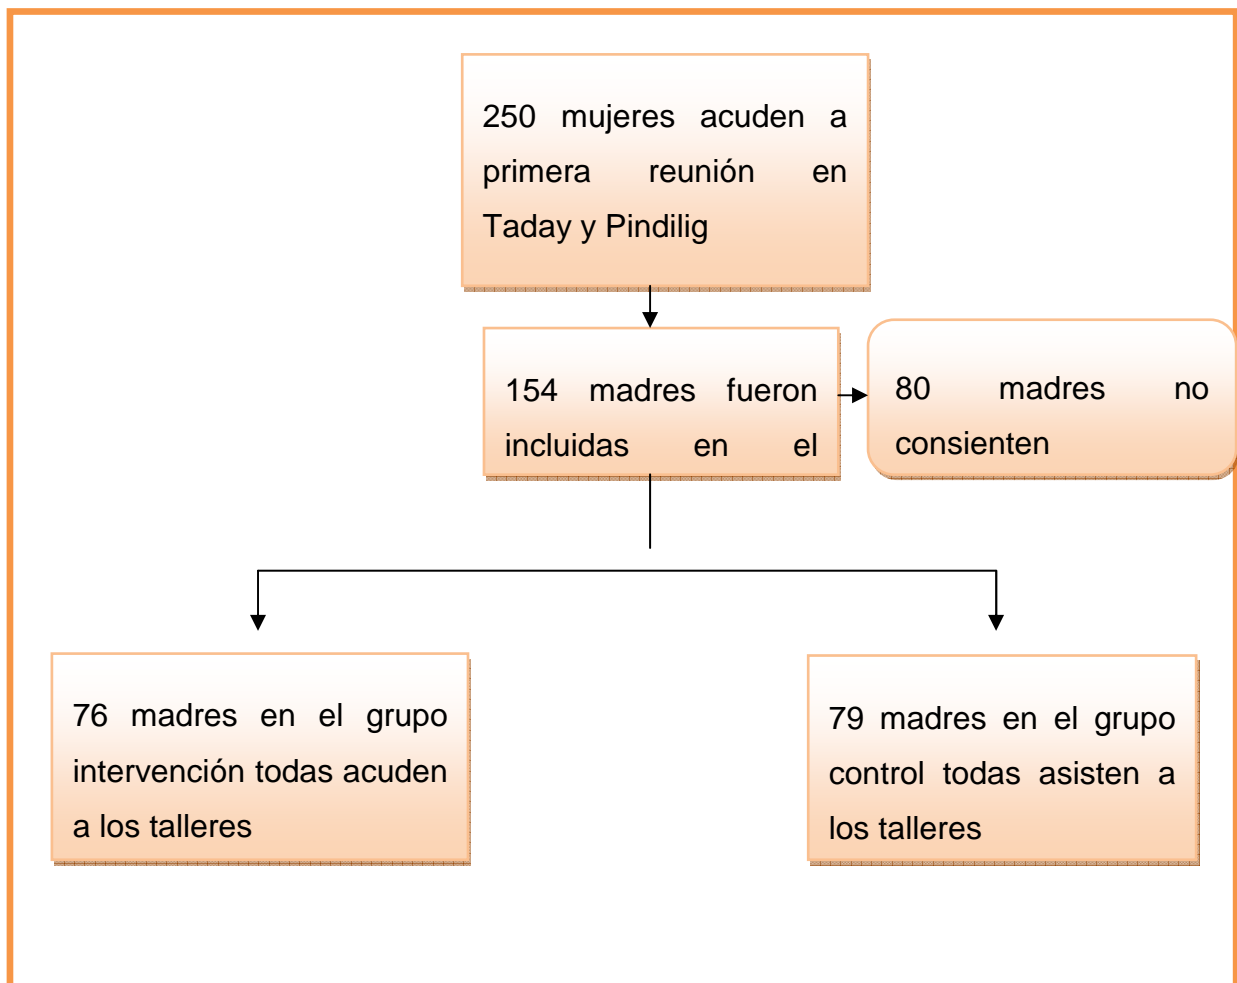 250 mujeres acuden a
primera reunión en
Taday y Pindilig
154 madres fueron
incluidas en el
80 madres no
consienten
76 madres en el grupo
intervención todas acuden
a los talleres
79 madres en el grupo
control todas asisten a
los talleres